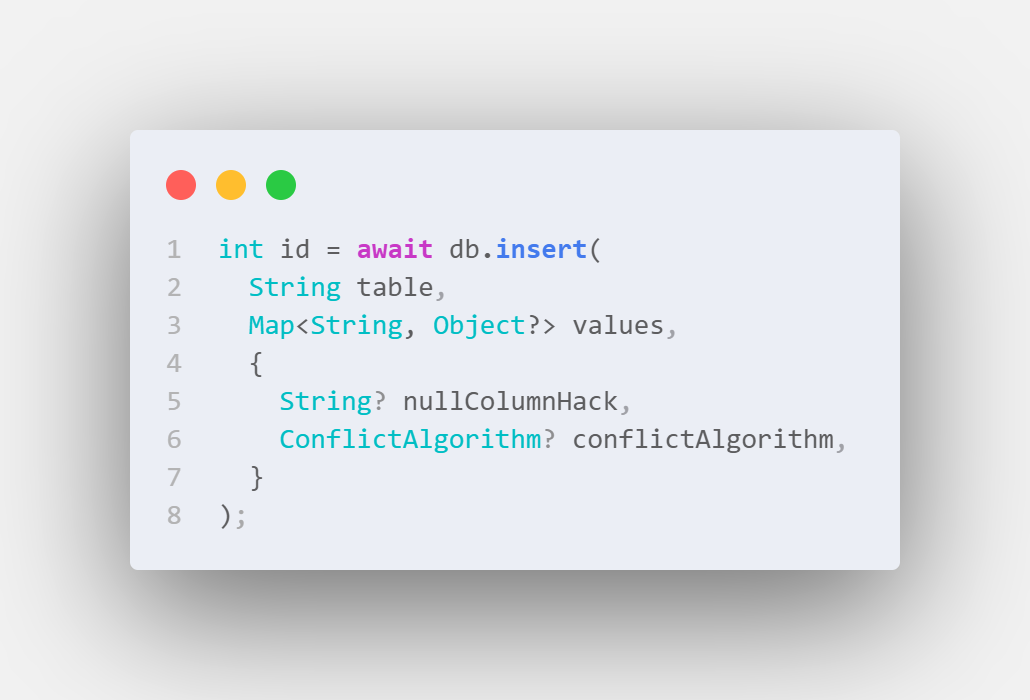 1 int id = await db.insert(
2 String table,
3 Map<String, Object?> values,
4 {
5 String? nullColumnHack,
6 ConflictAlgorithm? conflictAlgorithm,
7 }
8 );